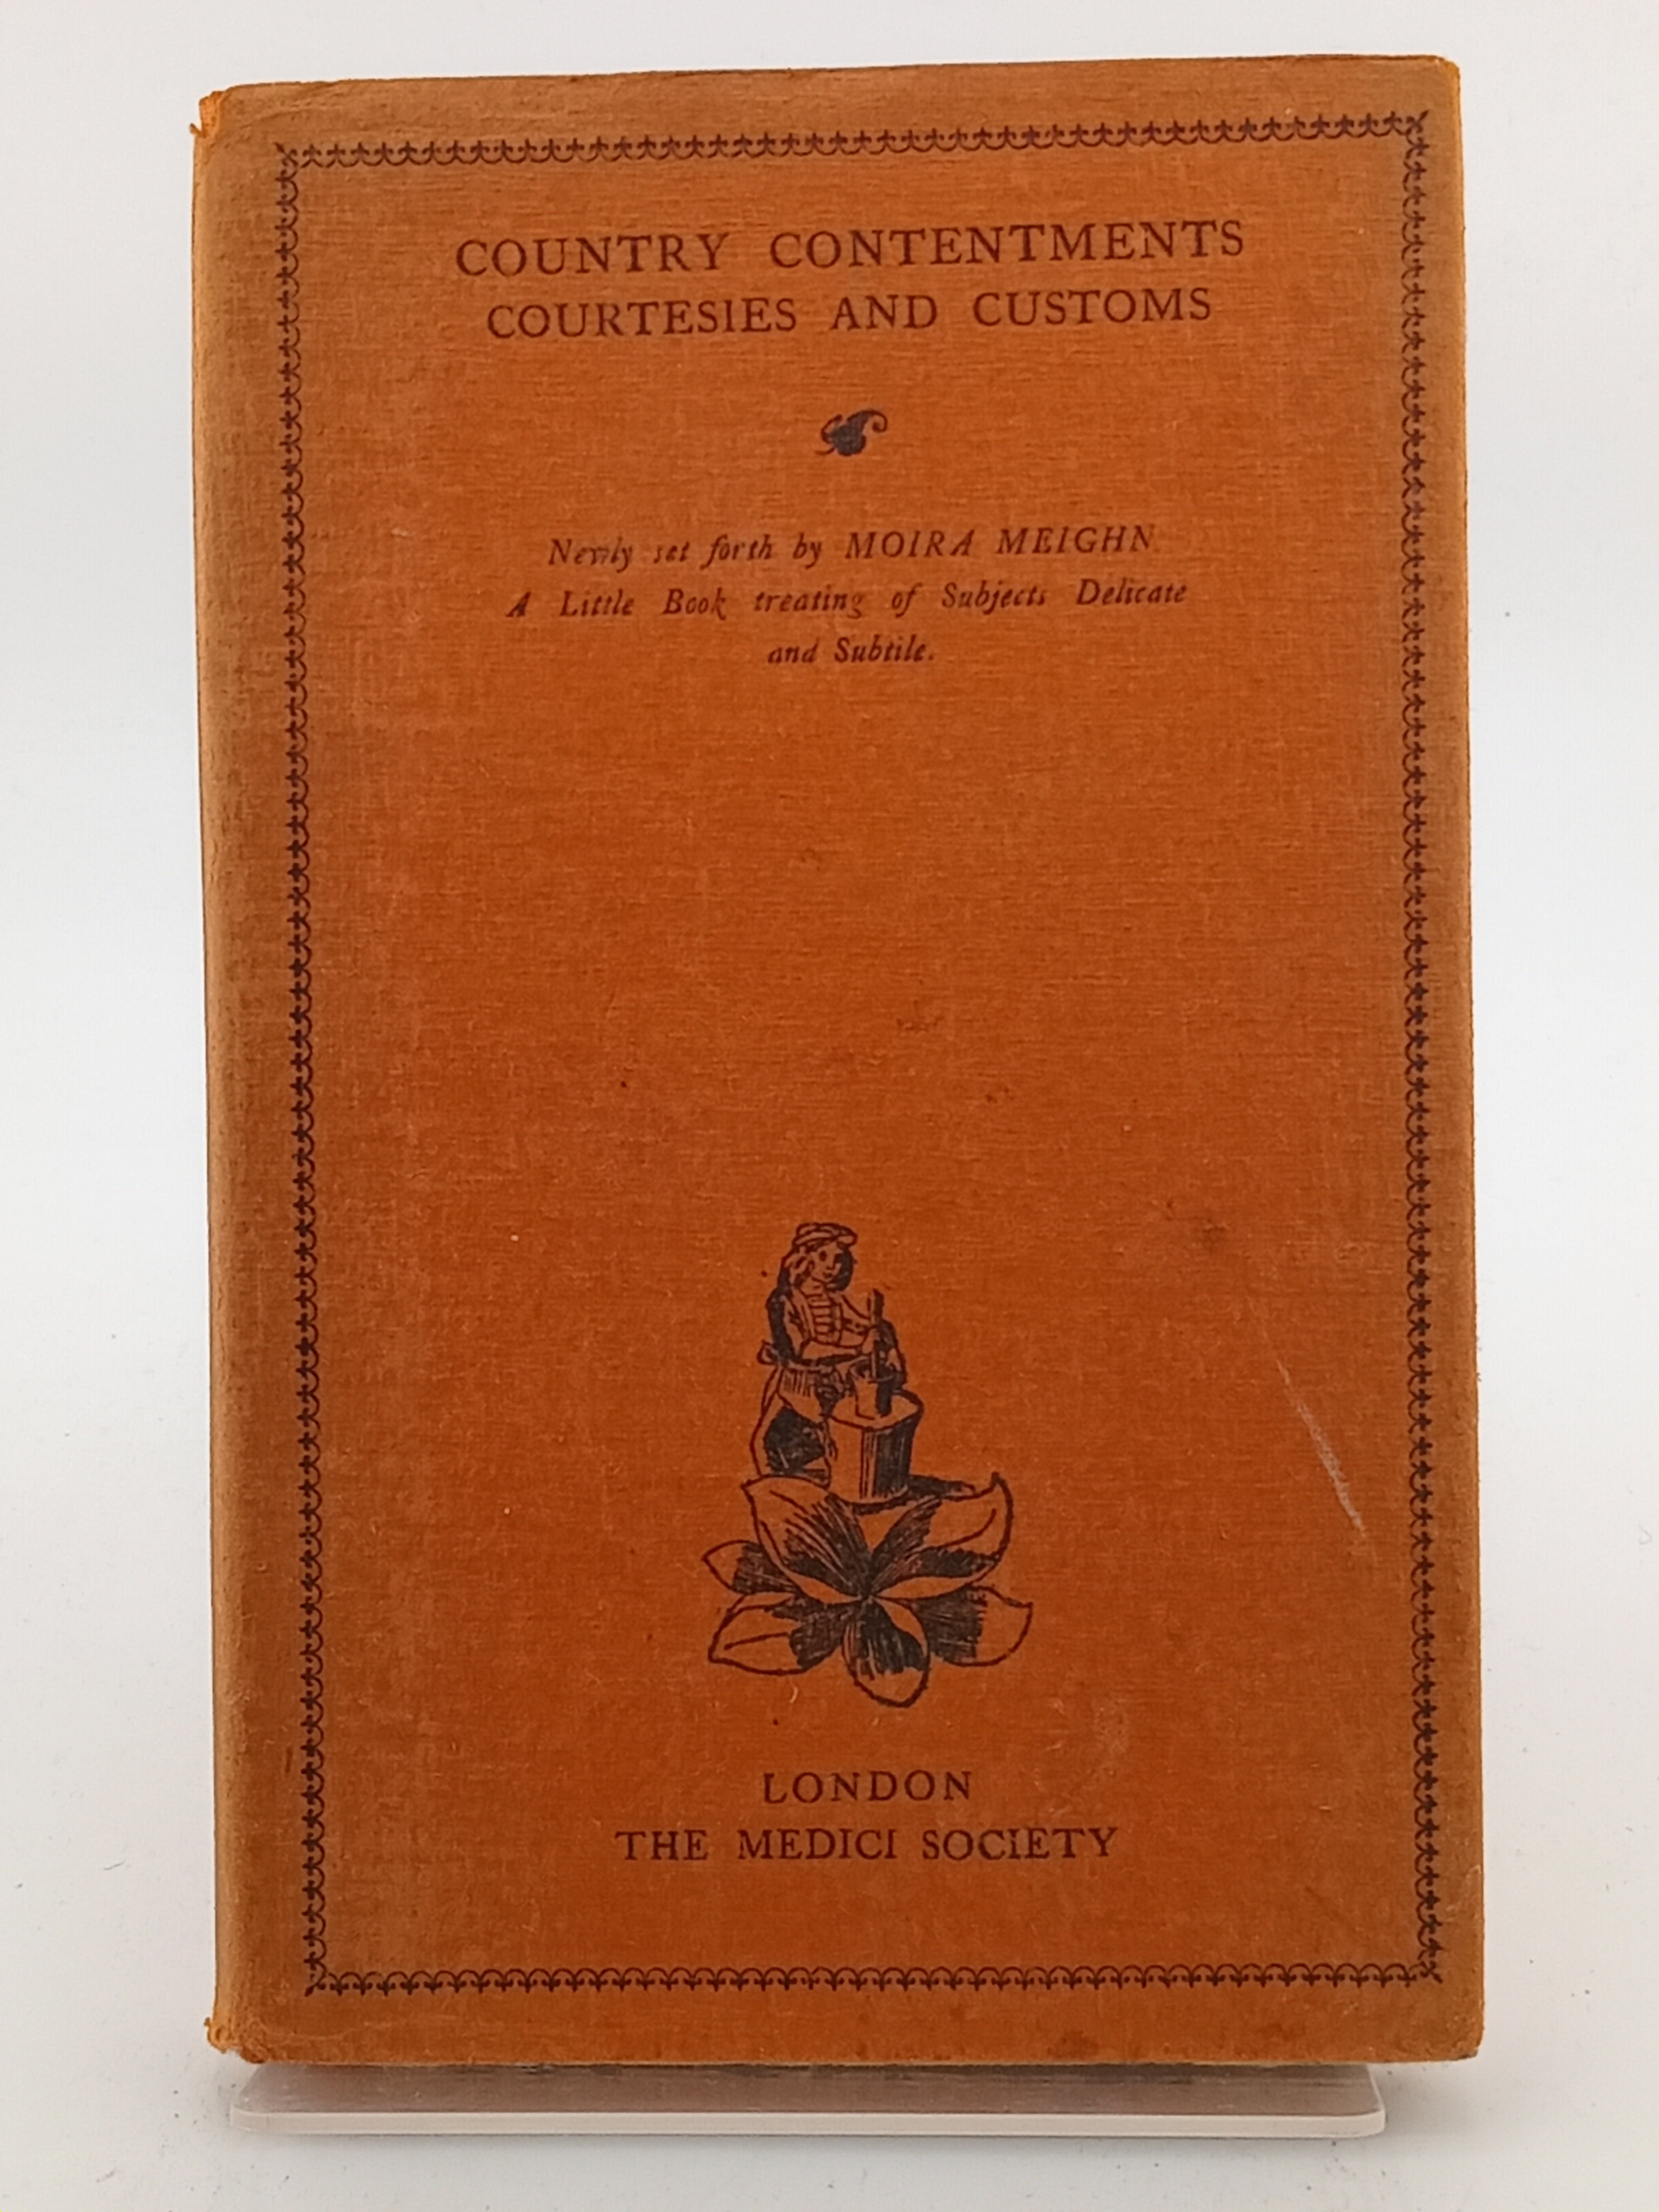 COUNTRY CONTENTMENTS
COURTESIES AND CUSTOMS
Newly set forth by MOIRA MEIGHN
A Little Book treating of Subjects Delicate
and Subtile.
LONDON
THE MEDICI SOCIETY